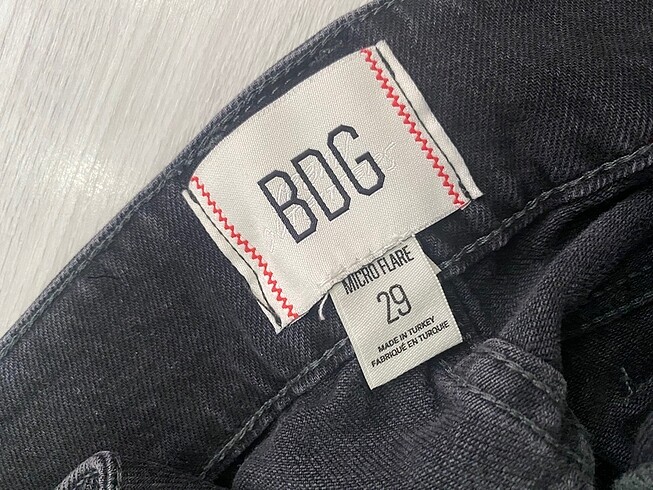 BDG
MICRO FLARE
29
MADE IN TURKEY
FABRIQUÉ EN TURQUIE